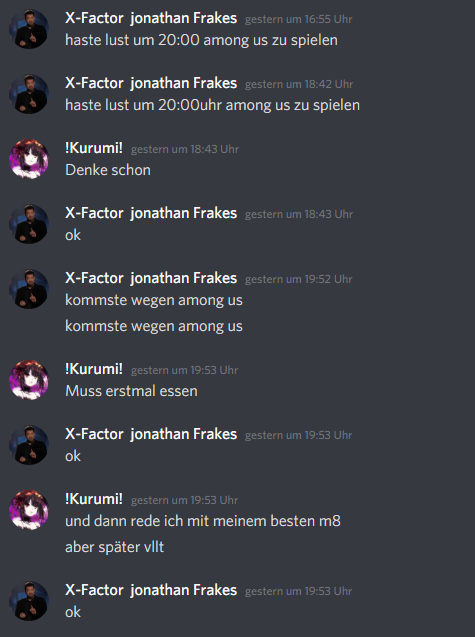 X-Factor jonathan Frakes gestern um 16:55 Uhr
haste lust um 20:00 among us zu spielen
X-Factor jonathan Frakes gestern um 18:42 Uhr
haste lust um 20:00uhr among us zu spielen
!Kurumi! gestern um 18:43 Uhr
Denke schon
X-Factor jonathan Frakes gestern um 18:43 Uhr
ok
X-Factor jonathan Frakes gestern um 19:52 Uhr
kommste wegen among us
kommste wegen among us
!Kurumi! gestern um 19:53 Uhr
Muss erstmal essen
X-Factor jonathan Frakes gestern um 19:53 Uhr
ok
!Kurumi! gestern um 19:53 Uhr
und dann rede ich mit meinem besten m8
aber später vllt
X-Factor jonathan Frakes gestern um 19:53 Uhr
ok